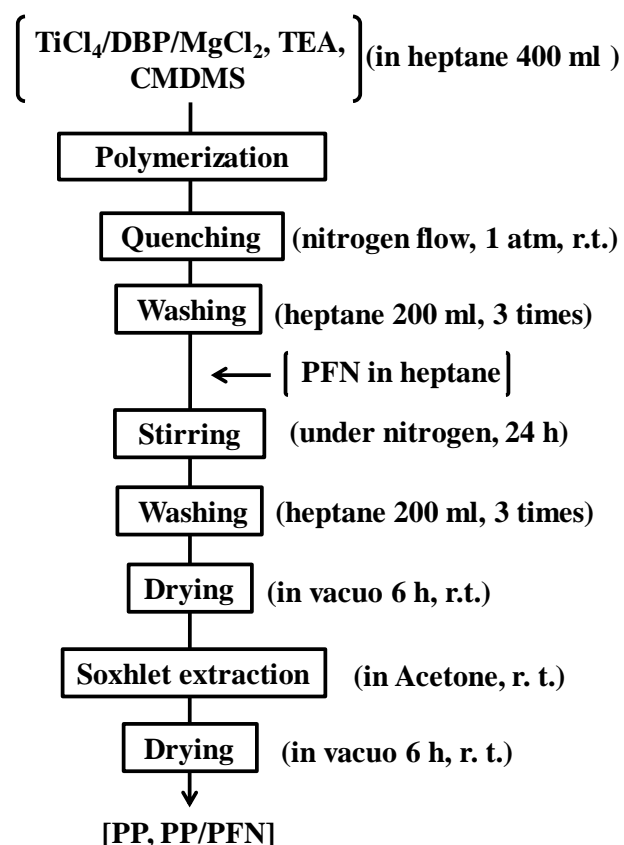 TiCl₄/DBP/MgCl₂, TEA, (in heptane 400 ml )
CMDMS
Polymerization
Quenching (nitrogen flow, 1 atm, r.t.)
Washing (heptane 200 ml, 3 times)
PFN in heptane
Stirring (under nitrogen, 24 h)
Washing (heptane 200 ml, 3 times)
Drying (in vacuo 6 h, r.t.)
Soxhlet extraction (in Acetone, r. t.)
Drying (in vacuo 6 h, r. t.)
[PP, PP/PFN]